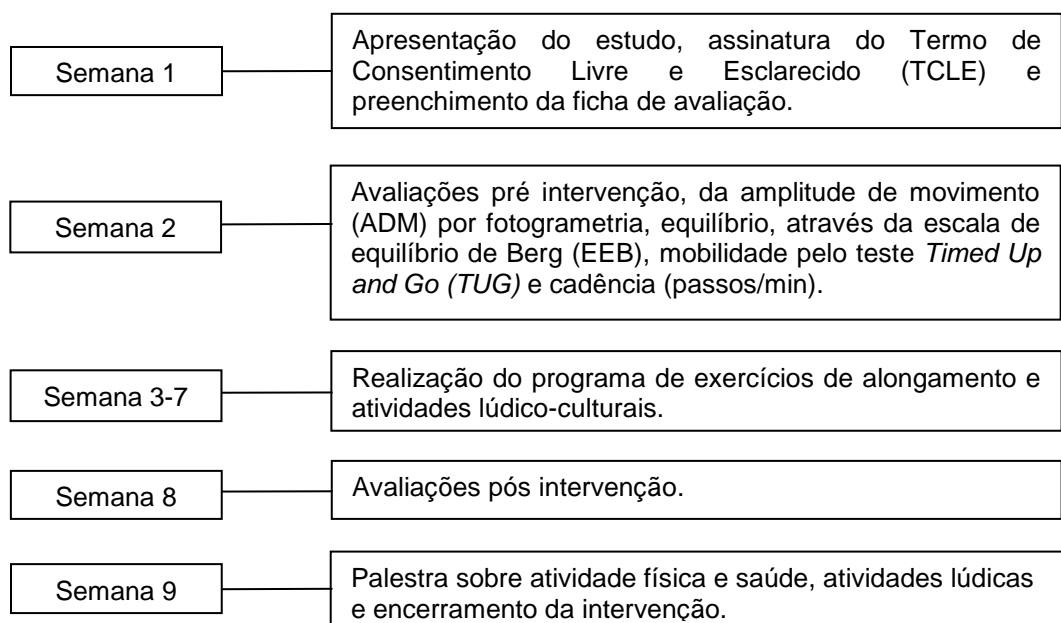 Semana 1
Apresentação do estudo, assinatura do Termo de
Consentimento Livre e Esclarecido (TCLE) e
preenchimento da ficha de avaliação.
Semana 2
Avaliações pré intervenção, da amplitude de movimento
(ADM) por fotogrametria, equilíbrio, através da escala de
equilíbrio de Berg (EEB), mobilidade pelo teste Timed Up
and Go (TUG) e cadência (passos/min).
Semana 3-7
Realização do programa de exercícios de alongamento e
atividades lúdico-culturais.
Semana 8
Avaliações pós intervenção.
Semana 9
Palestra sobre atividade física e saúde, atividades lúdicas
e encerramento da intervenção.